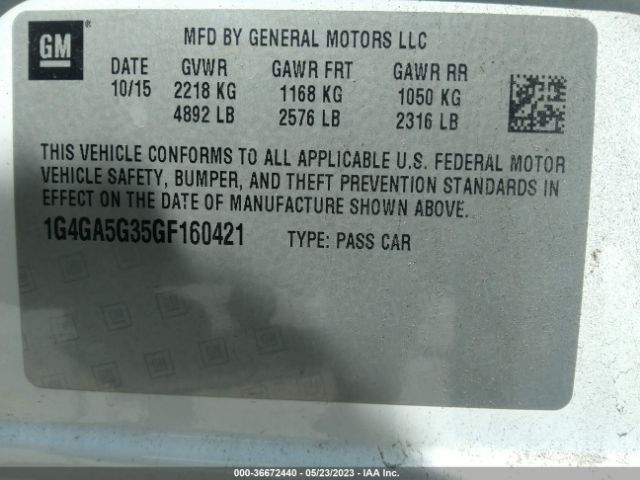 GM MFD BY GENERAL MOTORS LLC
DATE GVWR GAWR FRT GAWR RR
10/15 2218 KG 1168 KG 1050 KG
4892 LB 2576 LB 2316 LB
THIS VEHICLE CONFORMS TO ALL APPLICABLE U.S. FEDERAL MOTOR
VEHICLE SAFETY, BUMPER, AND THEFT PREVENTION STANDARDS IN
EFFECT ON THE DATE OF MANUFACTURE SHOWN ABOVE.
1G4GA5G35GF160421 TYPE: PASS CAR
000-36672440 - 05/23/2023 - IAA Inc.